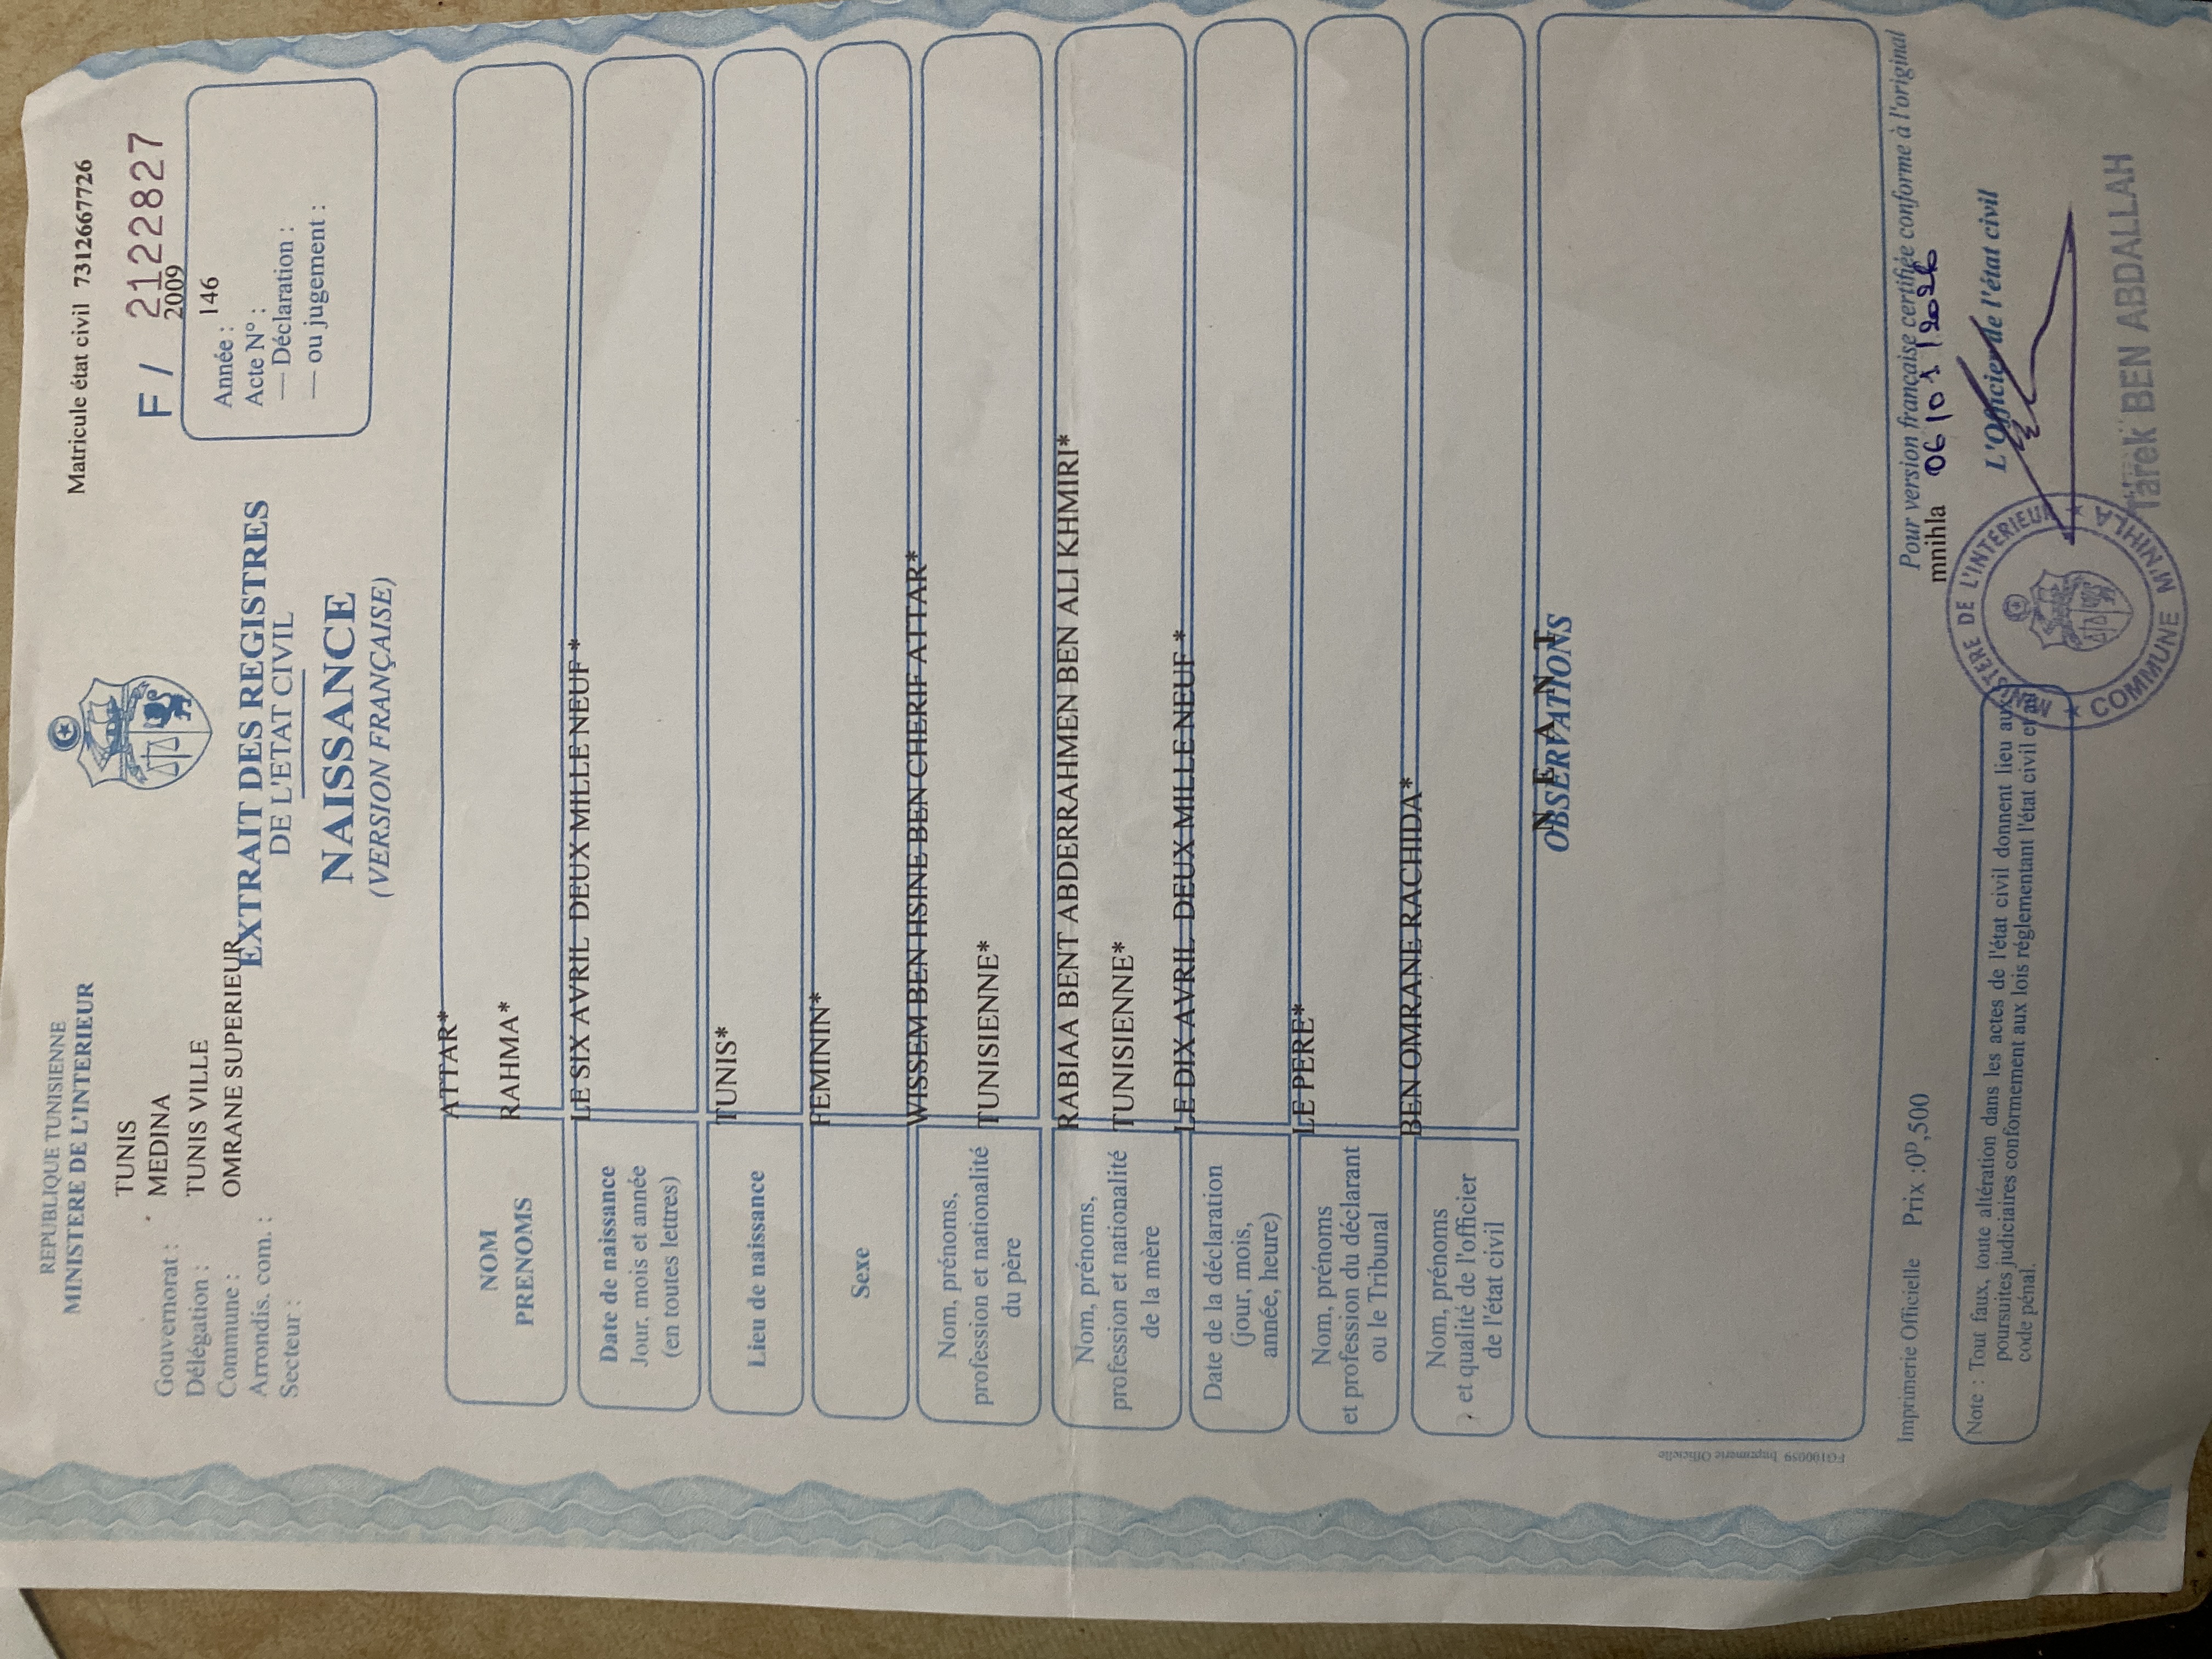 REPUBLIQUE TUNISIENNE
MINISTERE DE L'INTERIEUR
Matricule état civil 73126667726
F / 2122827
Gouvernorat : TUNIS
Délégation : MEDINA
Commune : TUNIS VILLE
Arrondis. com. : OMRANE SUPERIEUR
Secteur :
EXTRAIT DES REGISTRES
DE L'ETAT CIVIL
NAISSANCE
(VERSION FRANÇAISE)
2009
Année :
146
Acte N° :
— Déclaration :
— ou jugement :
NOM
PRENOMS
ATTAR*
RAHMA*
Date de naissance
Jour, mois et année
(en toutes lettres)
LE SIX AVRIL DEUX MILLE NEUF *
Lieu de naissance
TUNIS*
Sexe
FEMININ*
Nom, prénoms,
profession et nationalité
du père
WISSEM BEN HSINE BEN CHERIF ATTAR*
TUNISIENNE*
Nom, prénoms,
profession et nationalité
de la mère
RABIAA BENT ABDERRAHMEN BEN ALI KHMIRI*
TUNISIENNE*
Date de la déclaration
(jour, mois,
année, heure)
LE DIX AVRIL DEUX MILLE NEUF *
Nom, prénoms
et profession du déclarant
ou le Tribunal
LE PERE*
Nom, prénoms
et qualité de l'officier
de l'état civil
BEN OMRANE RACHIDA*
N E A N T
OBSERVATIONS
FG100059 Imprimerie Officielle
Imprimerie Officielle Prix :0ᴰ,500
Pour version française certifiée conforme à l'original
mnihla 06/01/2026
L'Officier de l'état civil
Note : Tout faux, toute altération dans les actes de l'état civil donnent lieu aux
poursuites judiciaires conformement aux lois réglementant l'état civil et au
code pénal.
MINISTERE DE L'INTERIEUR
COMMUNE M'NIHLA
Tarek BEN ABDALLAH